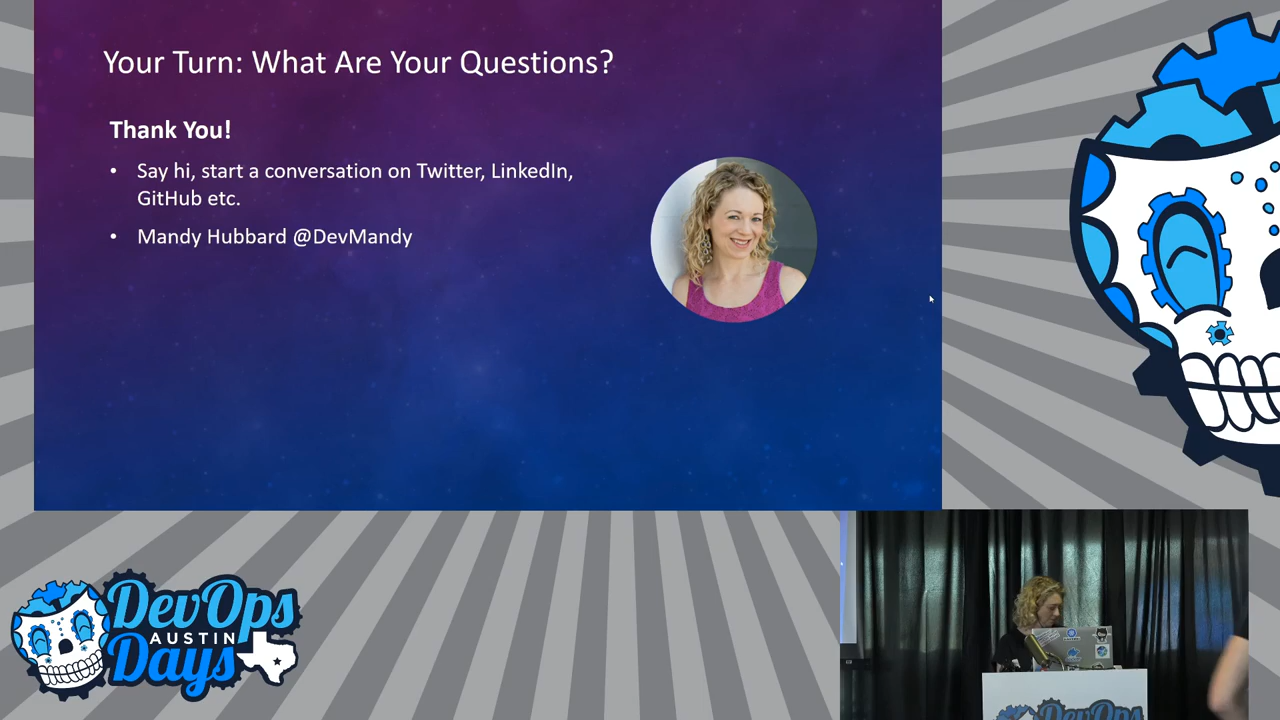 Your Turn: What Are Your Questions?
Thank You!
• Say hi, start a conversation on Twitter, LinkedIn,
GitHub etc.
• Mandy Hubbard @DevMandy
DevOps
AUSTIN
Days
DevOps